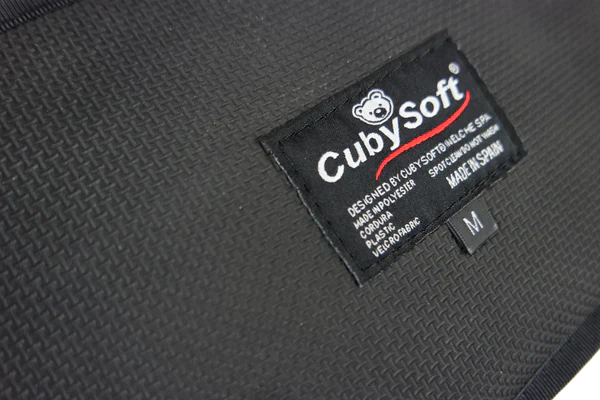 CubySoft®
DESIGNED BY CUBYSOFT® IN ELCHE SPAIN
MADE IN POLYESTER
CORDURA
PLASTIC
VELCRO FABRIC
SPOT CLEAN/DO NOT WASH
MADE IN SPAIN
M